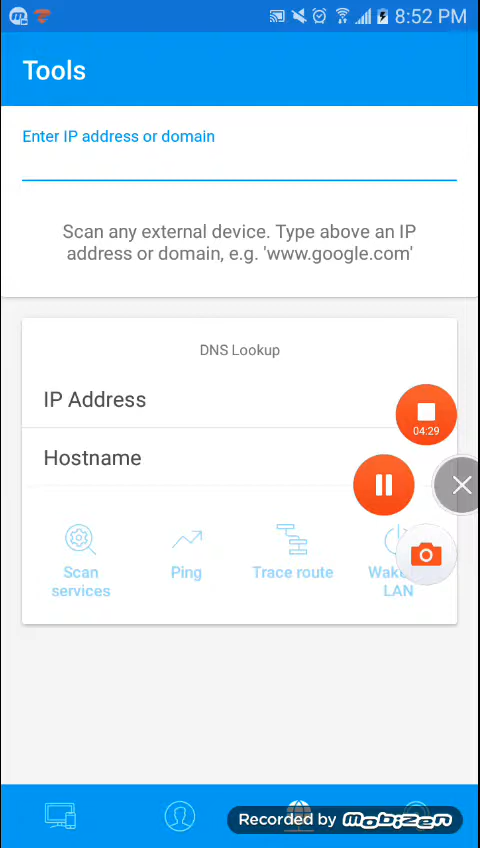 8:52 PM
Tools
Enter IP address or domain
Scan any external device. Type above an IP
address or domain, e.g. 'www.google.com'
DNS Lookup
IP Address
04:29
Hostname
Scan
services
Ping
Trace route
Wake
LAN
Recorded by mobizen